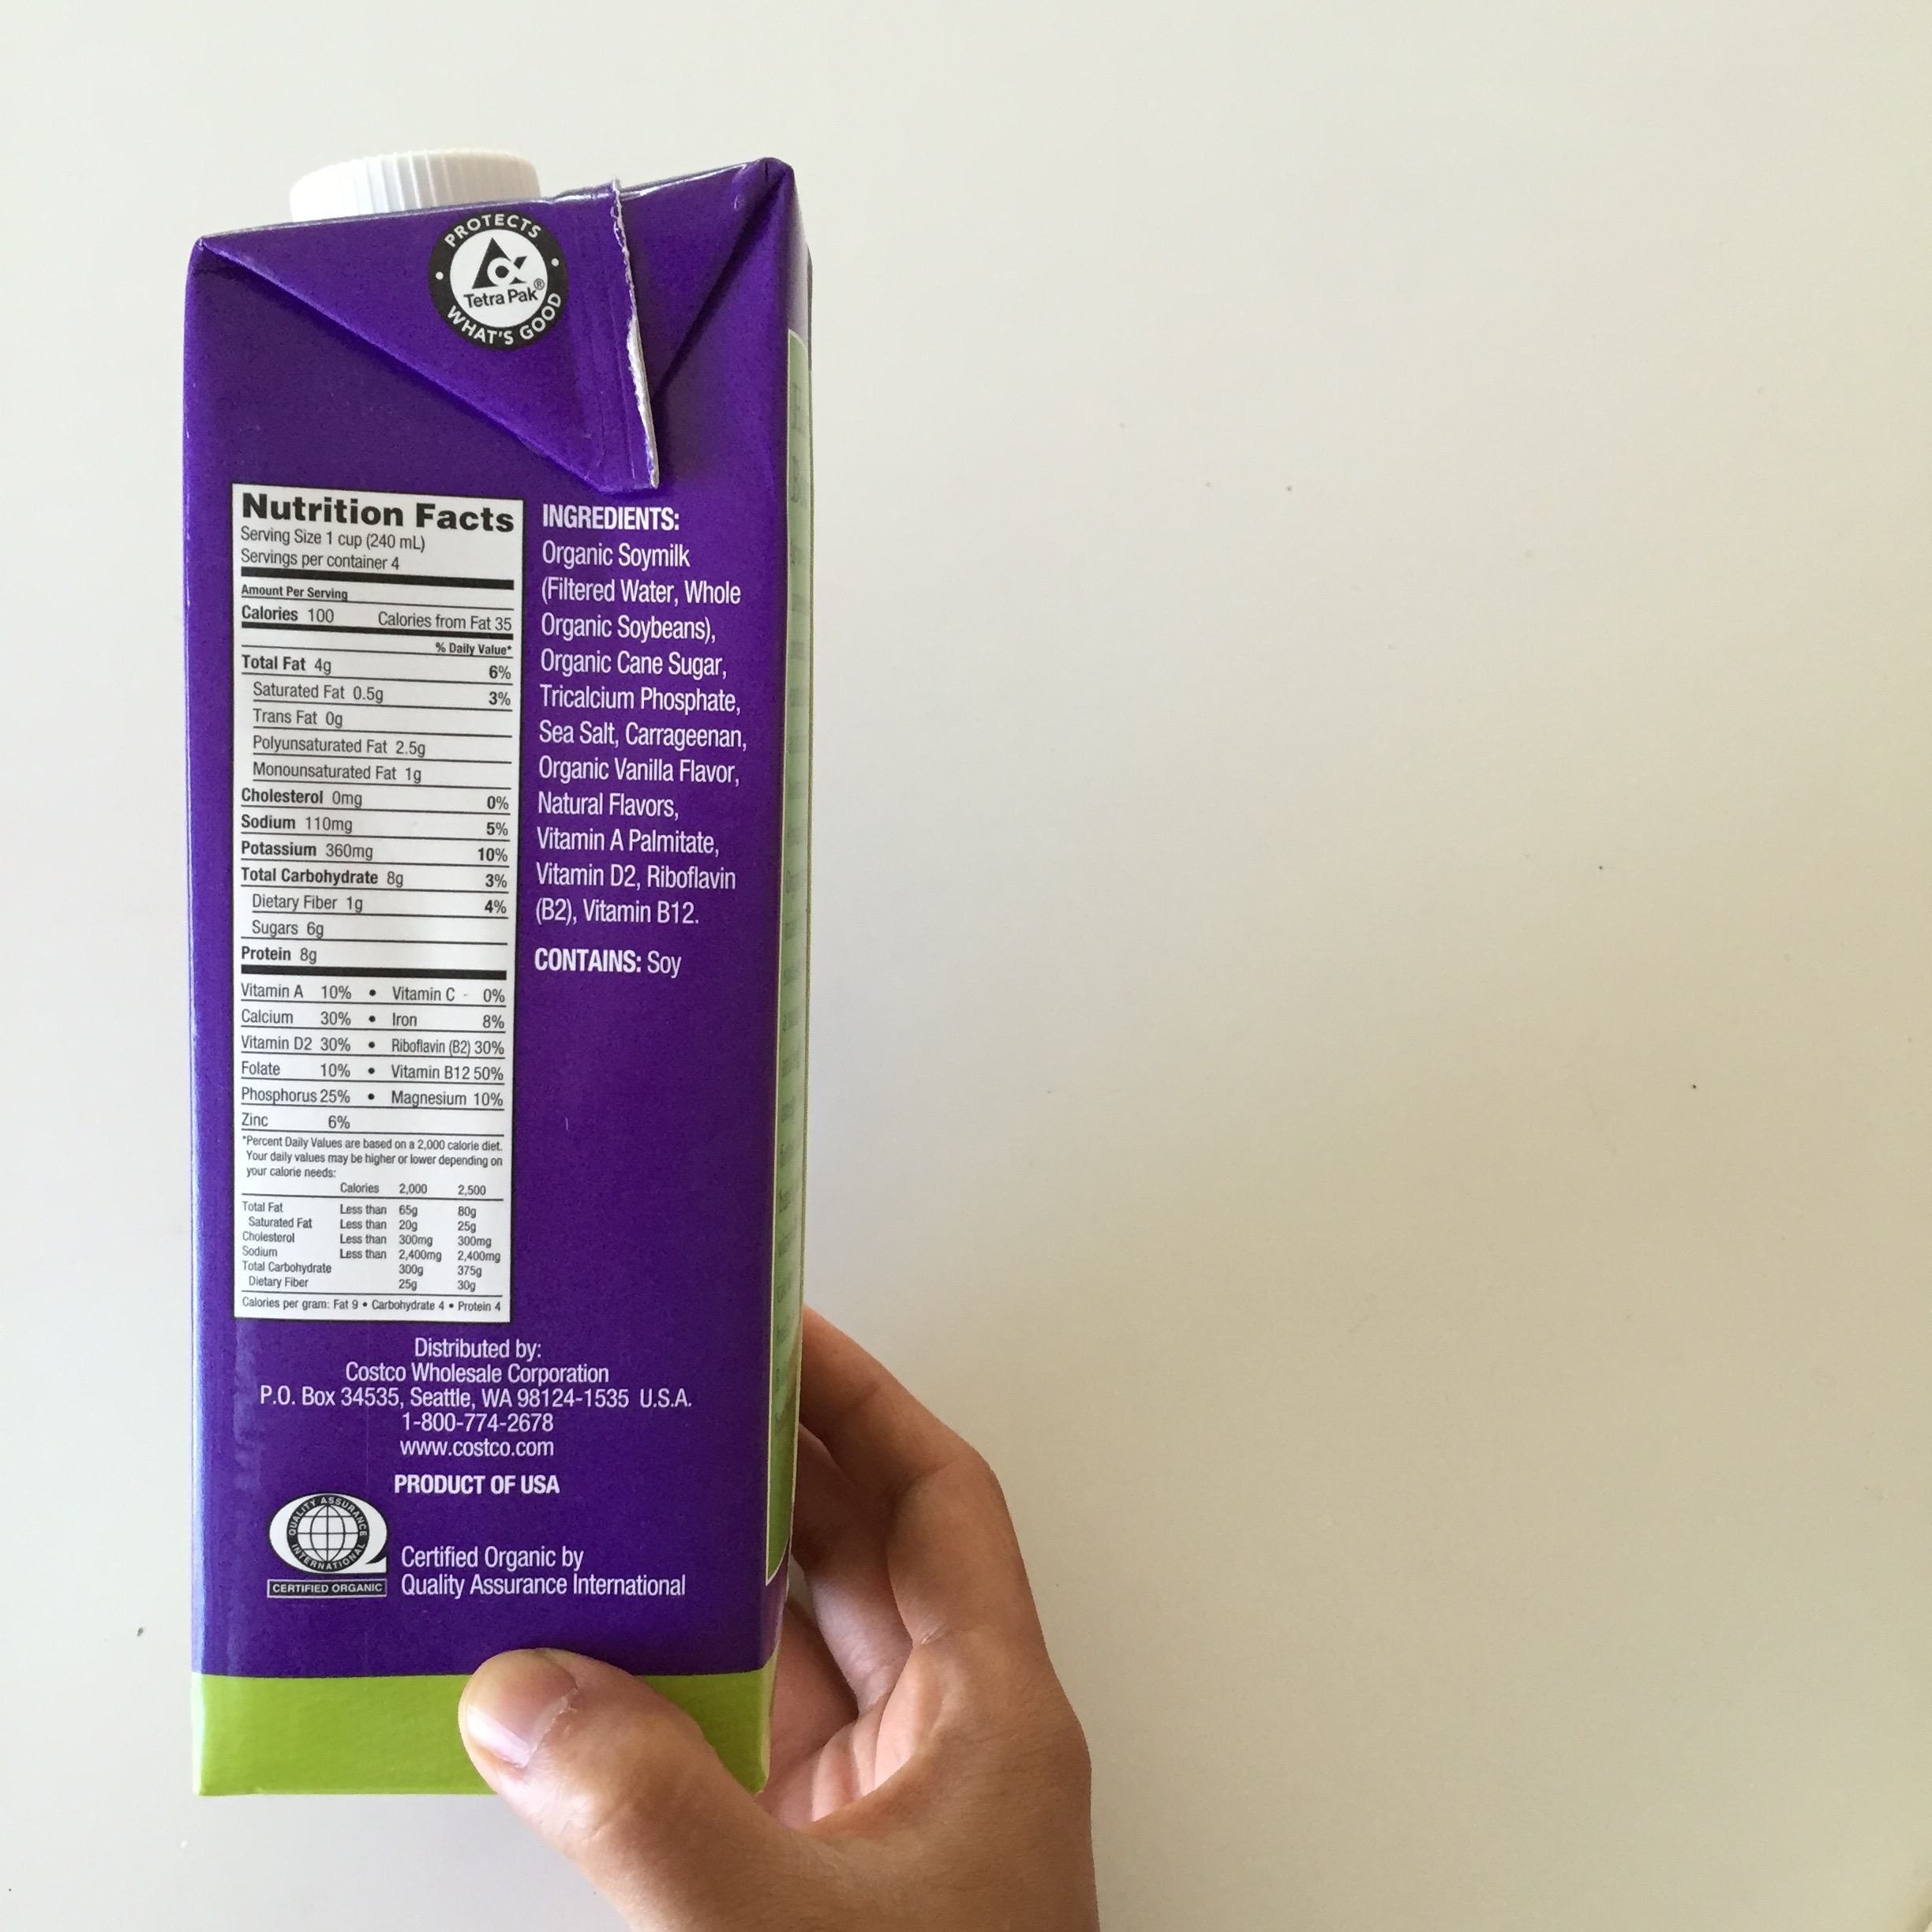 PROTECTS
Tetra Pak®
WHAT'S GOOD
Nutrition Facts
Serving Size 1 cup (240 mL)
Servings per container 4
Amount Per Serving
Calories 100 Calories from Fat 35
% Daily Value*
Total Fat 4g 6%
Saturated Fat 0.5g 3%
Trans Fat 0g
Polyunsaturated Fat 2.5g
Monounsaturated Fat 1g
Cholesterol 0mg 0%
Sodium 110mg 5%
Potassium 360mg 10%
Total Carbohydrate 8g 3%
Dietary Fiber 1g 4%
Sugars 6g
Protein 8g
Vitamin A 10% • Vitamin C - 0%
Calcium 30% • Iron 8%
Vitamin D2 30% • Riboflavin (B2) 30%
Folate 10% • Vitamin B12 50%
Phosphorus 25% • Magnesium 10%
Zinc 6%
*Percent Daily Values are based on a 2,000 calorie diet.
Your daily values may be higher or lower depending on
your calorie needs:
Calories 2,000 2,500
Total Fat Less than 65g 80g
Saturated Fat Less than 20g 25g
Cholesterol Less than 300mg 300mg
Sodium Less than 2,400mg 2,400mg
Total Carbohydrate 300g 375g
Dietary Fiber 25g 30g
Calories per gram: Fat 9 • Carbohydrate 4 • Protein 4
INGREDIENTS:
Organic Soymilk
(Filtered Water, Whole
Organic Soybeans),
Organic Cane Sugar,
Tricalcium Phosphate,
Sea Salt, Carrageenan,
Organic Vanilla Flavor,
Natural Flavors,
Vitamin A Palmitate,
Vitamin D2, Riboflavin
(B2), Vitamin B12.
CONTAINS: Soy
Distributed by:
Costco Wholesale Corporation
P.O. Box 34535, Seattle, WA 98124-1535 U.S.A.
1-800-774-2678
www.costco.com
PRODUCT OF USA
QUALITY ASSURANCE
INTERNATIONAL
CERTIFIED ORGANIC
Certified Organic by
Quality Assurance International